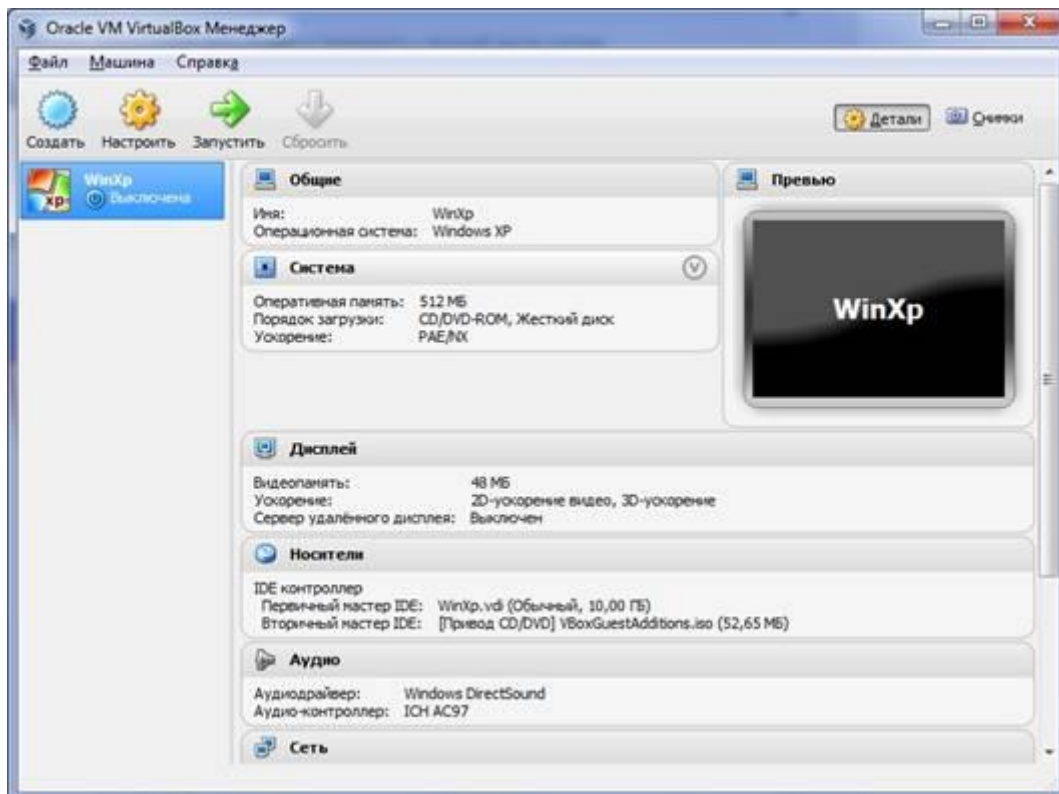 Oracle VM VirtualBox Менеджер
Файл Машина Справка
Создать Настроить Запустить Сбросить
Детали Снимки
WinXp
Выключена
xp
Общие
Имя: WinXp
Операционная система: Windows XP
Система
Оперативная память: 512 МБ
Порядок загрузки: CD/DVD-ROM, Жесткий диск
Ускорение: PAE/NX
Превью
WinXp
Дисплей
Видеопамять: 48 МБ
Ускорение: 2D-ускорение видео, 3D-ускорение
Сервер удалённого дисплея: Выключен
Носители
IDE контроллер
Первичный мастер IDE: WinXp.vdi (Обычный, 10,00 ГБ)
Вторичный мастер IDE: [Привод CD/DVD] VBoxGuestAdditions.iso (52,65 МБ)
Аудио
Аудиодрайвер: Windows DirectSound
Аудио-контроллер: ICH AC97
Сеть